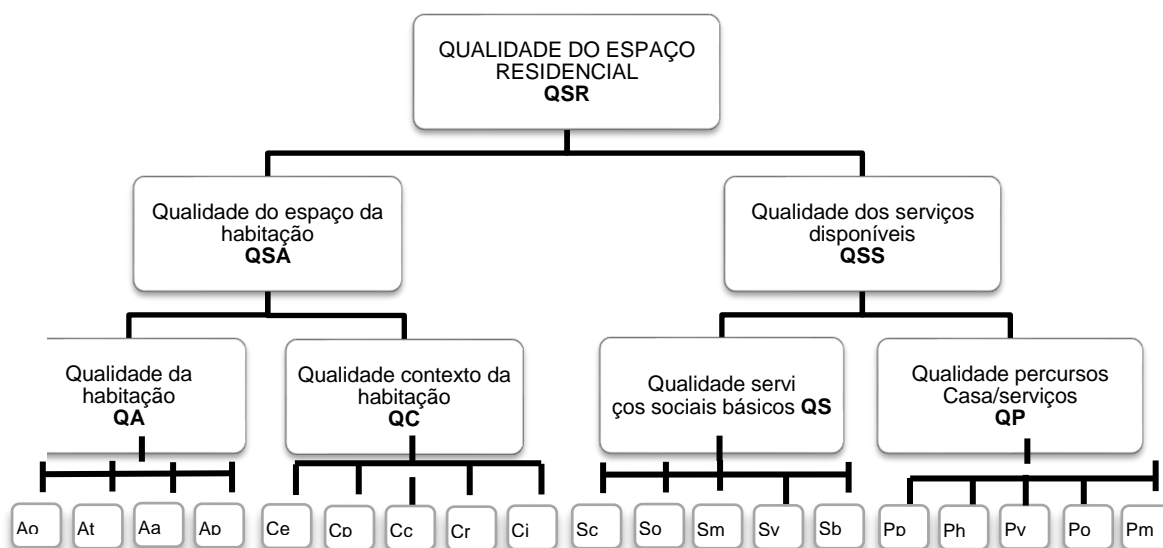 QUALIDADE DO ESPAÇO
RESIDENCIAL
QSR
Qualidade do espaço da
habitação
QSA
Qualidade dos serviços
disponíveis
QSS
Qualidade da
habitação
QA
Qualidade contexto da
habitação
QC
Qualidade servi
ços sociais básicos QS
Qualidade percursos
Casa/serviços
QP
Ao
At
Aa
Ap
Ce
Cp
Cc
Cr
Ci
Sc
So
Sm
Sv
Sb
Pp
Ph
Pv
Po
Pm